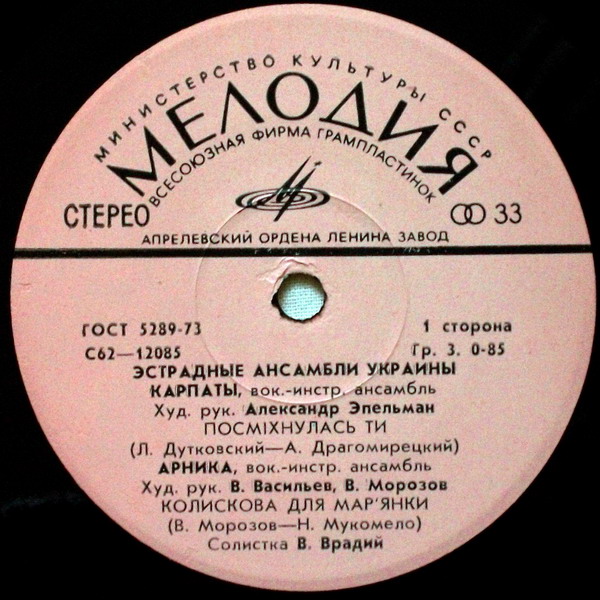 МИНИСТЕРСТВО КУЛЬТУРЫ СССР
МЕЛОДИЯ
ВСЕСОЮЗНАЯ ФИРМА ГРАМПЛАСТИНОК
СТЕРЕО 33
АПРЕЛЕВСКИЙ ОРДЕНА ЛЕНИНА ЗАВОД
ГОСТ 5289-73 1 сторона
С62—12085 Гр. 3. 0-85
ЭСТРАДНЫЕ АНСАМБЛИ УКРАИНЫ
КАРПАТЫ, вок.-инстр. ансамбль
Худ. рук. Александр Эпельман
ПОСМІХНУЛАСЬ ТИ
(Л. Дутковский—А. Драгомирецкий)
АРНИКА, вок.-инстр. ансамбль
Худ. рук. В. Васильев, В. Морозов
КОЛИСКОВА ДЛЯ МАР'ЯНКИ
(В. Морозов—Н. Мукомело)
Солистка В. Врадий